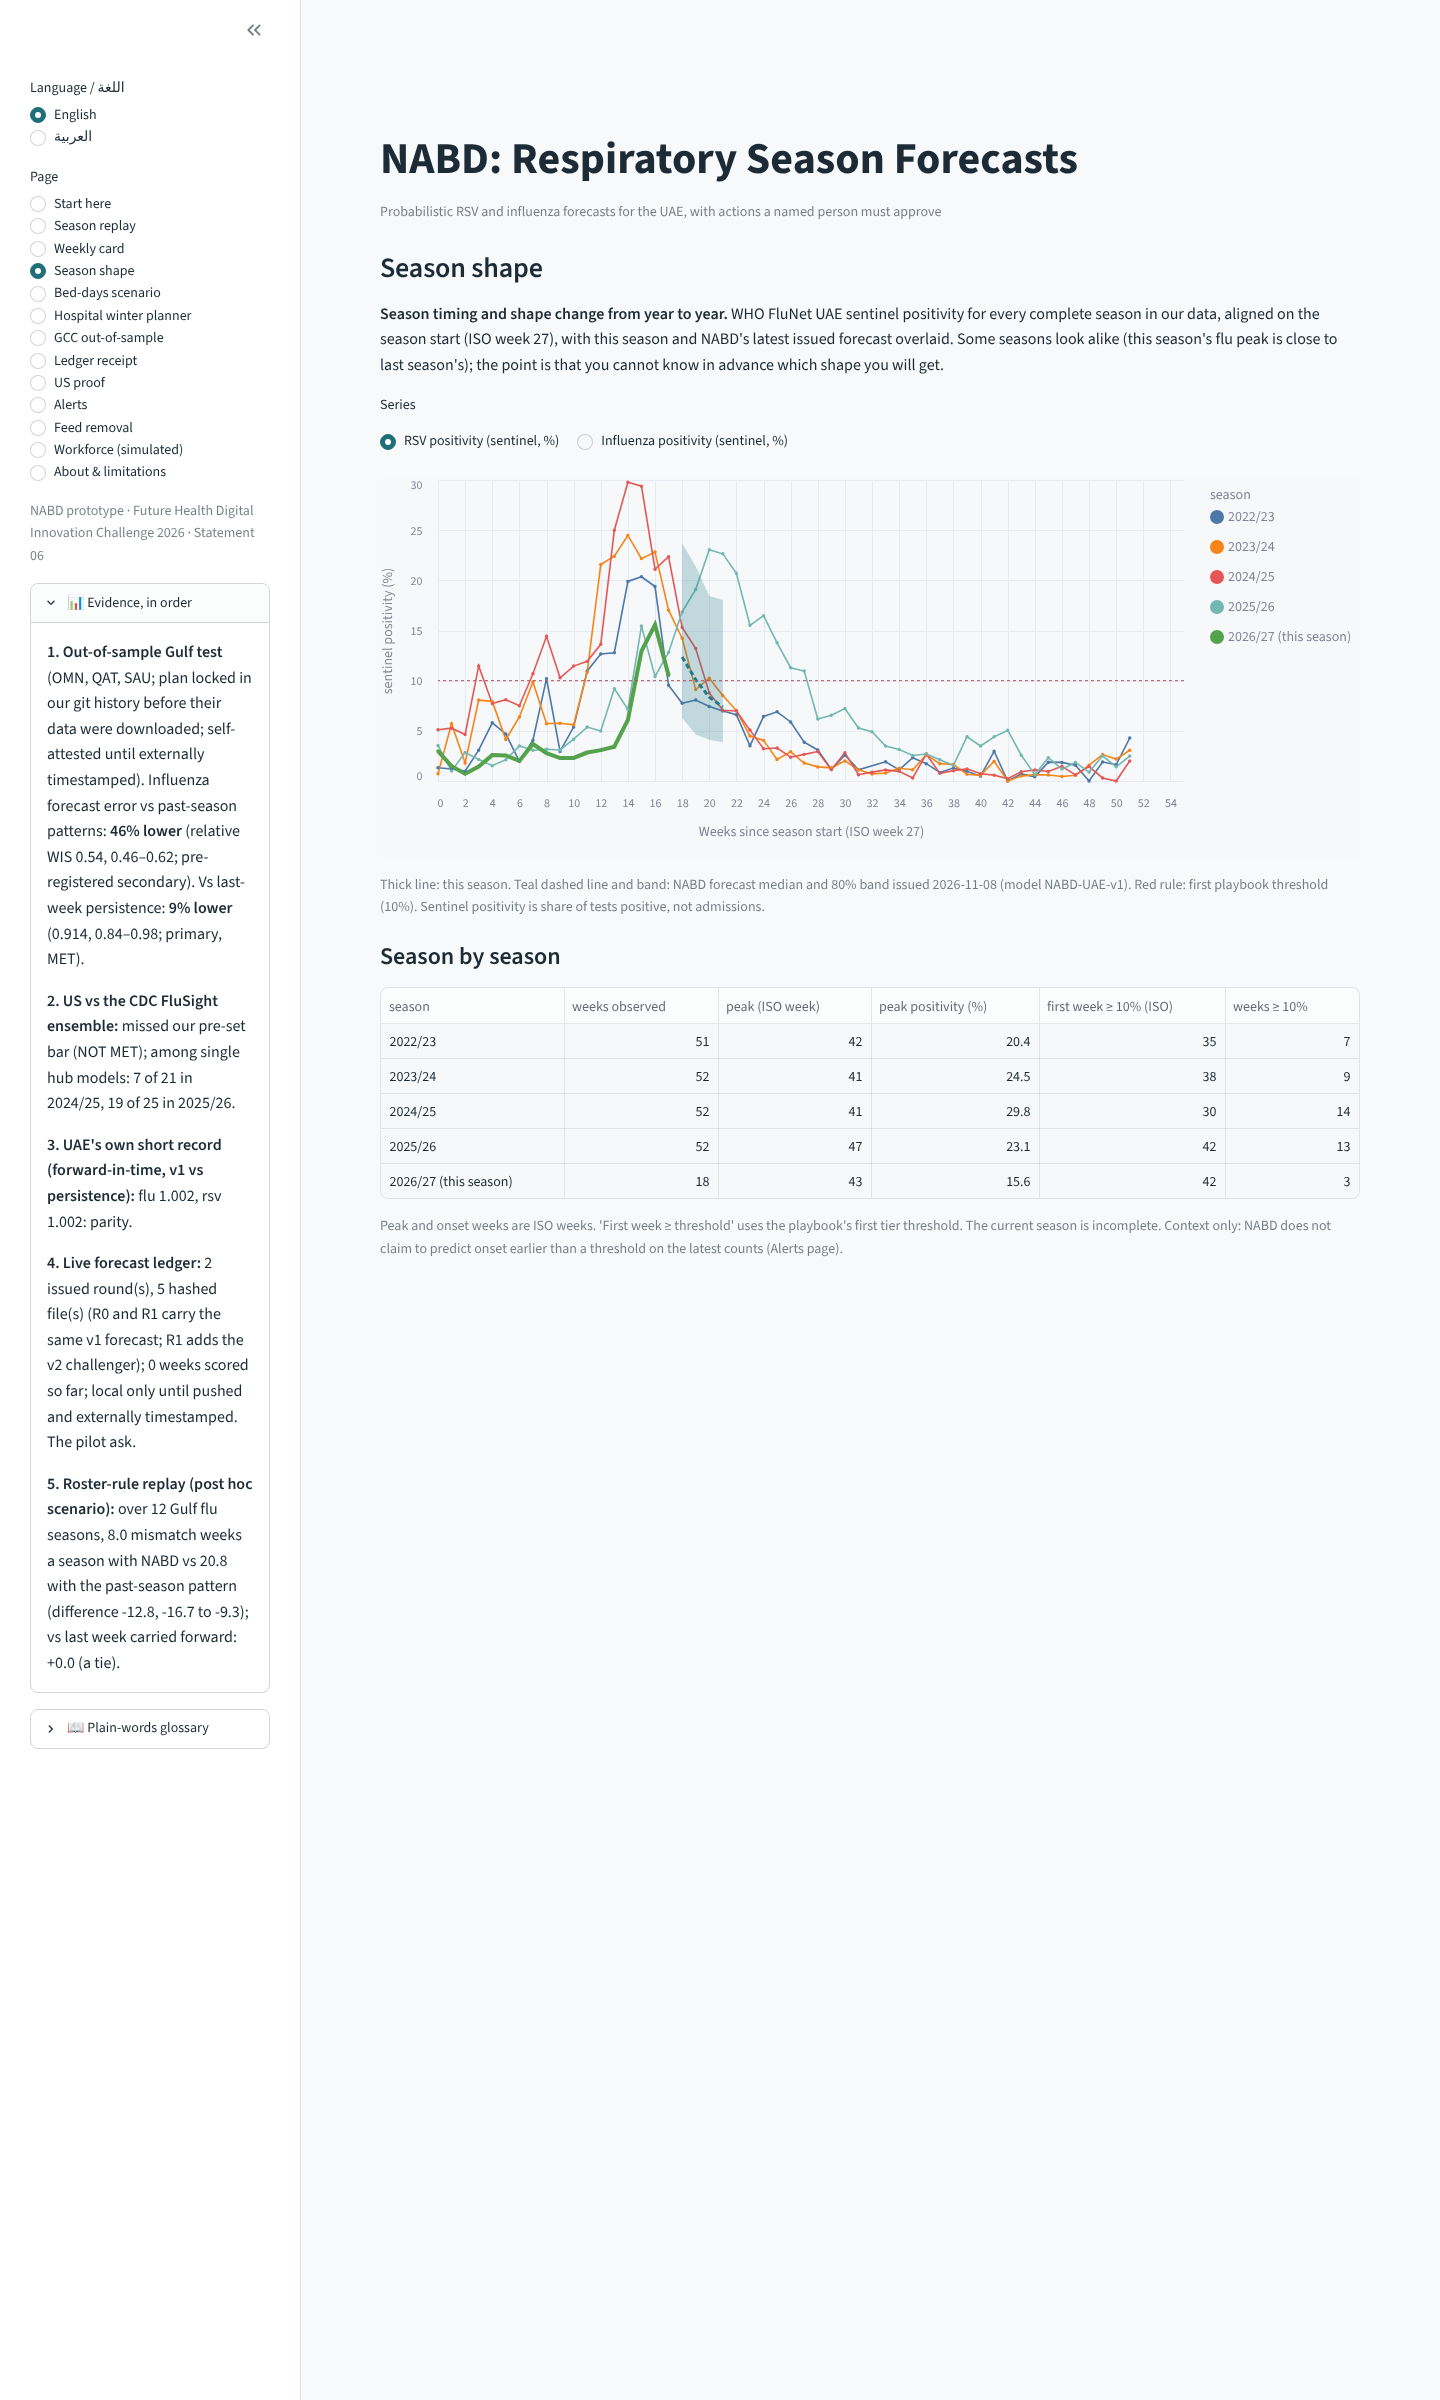 Language / اللغة
English
العربية
Page
Start here
Season replay
Weekly card
Season shape
Bed-days scenario
Hospital winter planner
GCC out-of-sample
Ledger receipt
US proof
Alerts
Feed removal
Workforce (simulated)
About & limitations
NABD prototype · Future Health Digital
Innovation Challenge 2026 · Statement
06
📊 Evidence, in order
1. Out-of-sample Gulf test
(OMN, QAT, SAU; plan locked in
our git history before their
data were downloaded; self-
attested until externally
timestamped). Influenza
forecast error vs past-season
patterns: 46% lower (relative
WIS 0.54, 0.46–0.62; pre-
registered secondary). Vs last-
week persistence: 9% lower
(0.914, 0.84–0.98; primary,
MET).
2. US vs the CDC FluSight
ensemble: missed our pre-set
bar (NOT MET); among single
hub models: 7 of 21 in
2024/25, 19 of 25 in 2025/26.
3. UAE's own short record
(forward-in-time, v1 vs
persistence): flu 1.002, rsv
1.002: parity.
4. Live forecast ledger: 2
issued round(s), 5 hashed
file(s) (R0 and R1 carry the
same v1 forecast; R1 adds the
v2 challenger); 0 weeks scored
so far; local only until pushed
and externally timestamped.
The pilot ask.
5. Roster-rule replay (post hoc
scenario): over 12 Gulf flu
seasons, 8.0 mismatch weeks
a season with NABD vs 20.8
with the past-season pattern
(difference -12.8, -16.7 to -9.3);
vs last week carried forward:
+0.0 (a tie).
📖 Plain-words glossary
NABD: Respiratory Season Forecasts
Probabilistic RSV and influenza forecasts for the UAE, with actions a named person must approve
Season shape
Season timing and shape change from year to year. WHO FluNet UAE sentinel positivity for every complete season in our data, aligned on the
season start (ISO week 27), with this season and NABD's latest issued forecast overlaid. Some seasons look alike (this season's flu peak is close to
last season's); the point is that you cannot know in advance which shape you will get.
Series
RSV positivity (sentinel, %) Influenza positivity (sentinel, %)
sentinel positivity (%)
30
25
20
15
10
5
0
0 2 4 6 8 10 12 14 16 18 20 22 24 26 28 30 32 34 36 38 40 42 44 46 48 50 52 54
Weeks since season start (ISO week 27)
season
2022/23
2023/24
2024/25
2025/26
2026/27 (this season)
Thick line: this season. Teal dashed line and band: NABD forecast median and 80% band issued 2026-11-08 (model NABD-UAE-v1). Red rule: first playbook threshold
(10%). Sentinel positivity is share of tests positive, not admissions.
Season by season
season weeks observed peak (ISO week) peak positivity (%) first week ≥ 10% (ISO) weeks ≥ 10%
2022/23 51 42 20.4 35 7
2023/24 52 41 24.5 38 9
2024/25 52 41 29.8 30 14
2025/26 52 47 23.1 42 13
2026/27 (this season) 18 43 15.6 42 3
Peak and onset weeks are ISO weeks. 'First week ≥ threshold' uses the playbook's first tier threshold. The current season is incomplete. Context only: NABD does not
claim to predict onset earlier than a threshold on the latest counts (Alerts page).